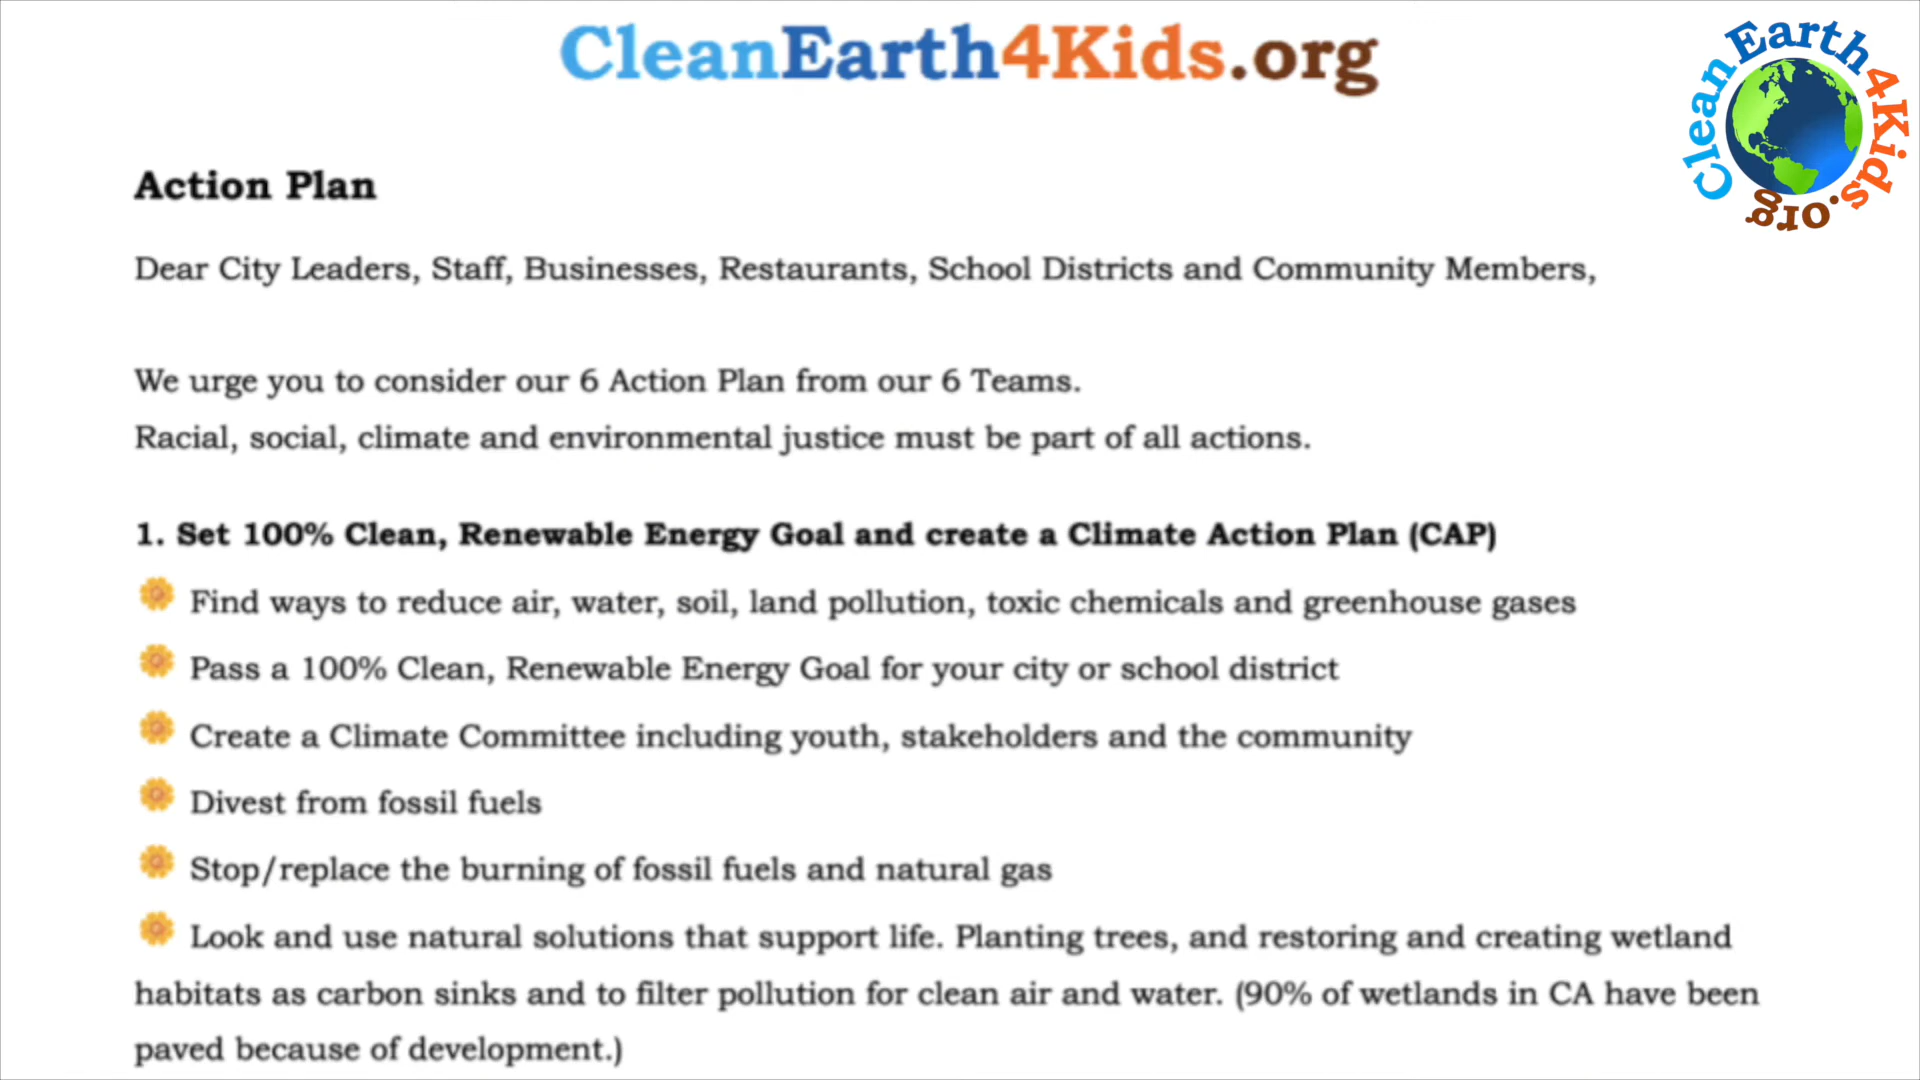 CleanEarth4Kids.org
CleanEarth4Kids.org
Action Plan
Dear City Leaders, Staff, Businesses, Restaurants, School Districts and Community Members,
We urge you to consider our 6 Action Plan from our 6 Teams.
Racial, social, climate and environmental justice must be part of all actions.
1. Set 100% Clean, Renewable Energy Goal and create a Climate Action Plan (CAP)
Find ways to reduce air, water, soil, land pollution, toxic chemicals and greenhouse gases
Pass a 100% Clean, Renewable Energy Goal for your city or school district
Create a Climate Committee including youth, stakeholders and the community
Divest from fossil fuels
Stop/replace the burning of fossil fuels and natural gas
Look and use natural solutions that support life. Planting trees, and restoring and creating wetland
habitats as carbon sinks and to filter pollution for clean air and water. (90% of wetlands in CA have been
paved because of development.)